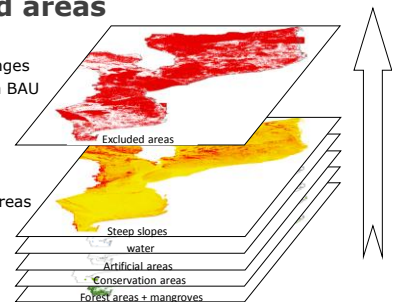 d areas
nges
BAU
Excluded areas
reas
Steep slopes
water
Artificial areas
Conservation areas
Forest areas + mangroves